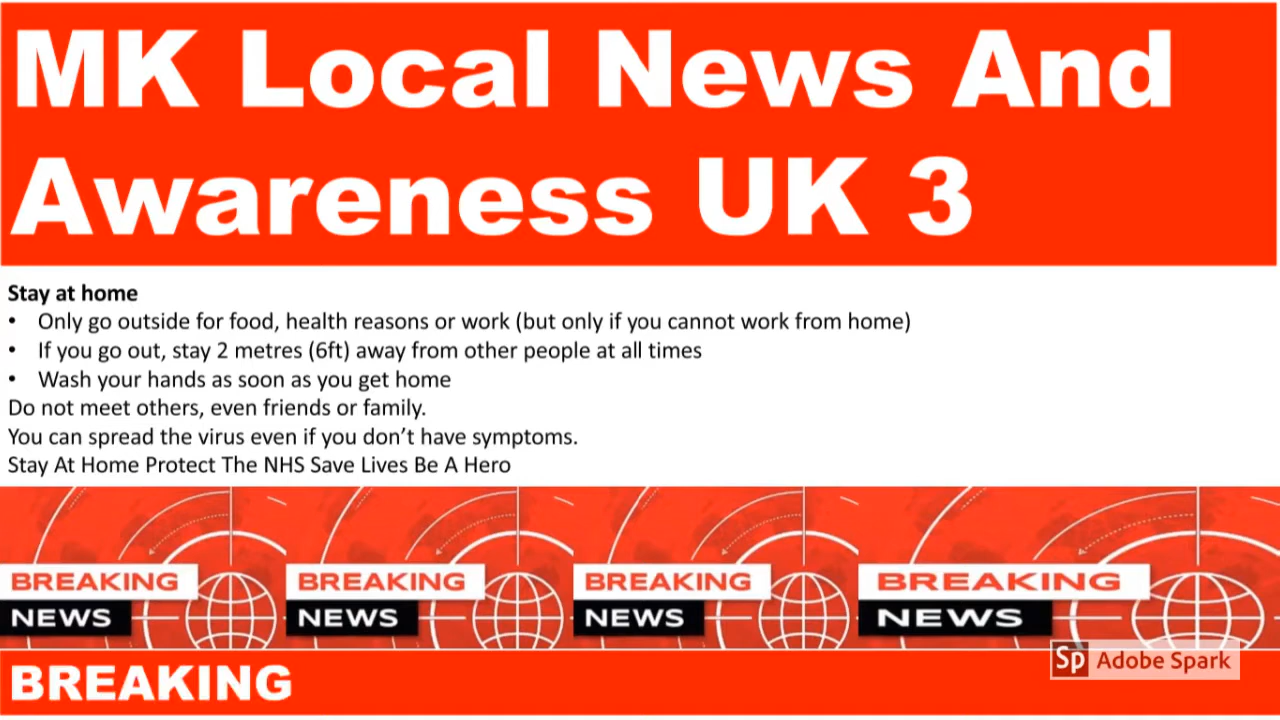 MK Local News And
Awareness UK 3
Stay at home
• Only go outside for food, health reasons or work (but only if you cannot work from home)
• If you go out, stay 2 metres (6ft) away from other people at all times
• Wash your hands as soon as you get home
Do not meet others, even friends or family.
You can spread the virus even if you don’t have symptoms.
Stay At Home Protect The NHS Save Lives Be A Hero
BREAKING BREAKING BREAKING BREAKING
NEWS NEWS NEWS NEWS
Sp Adobe Spark
BREAKING